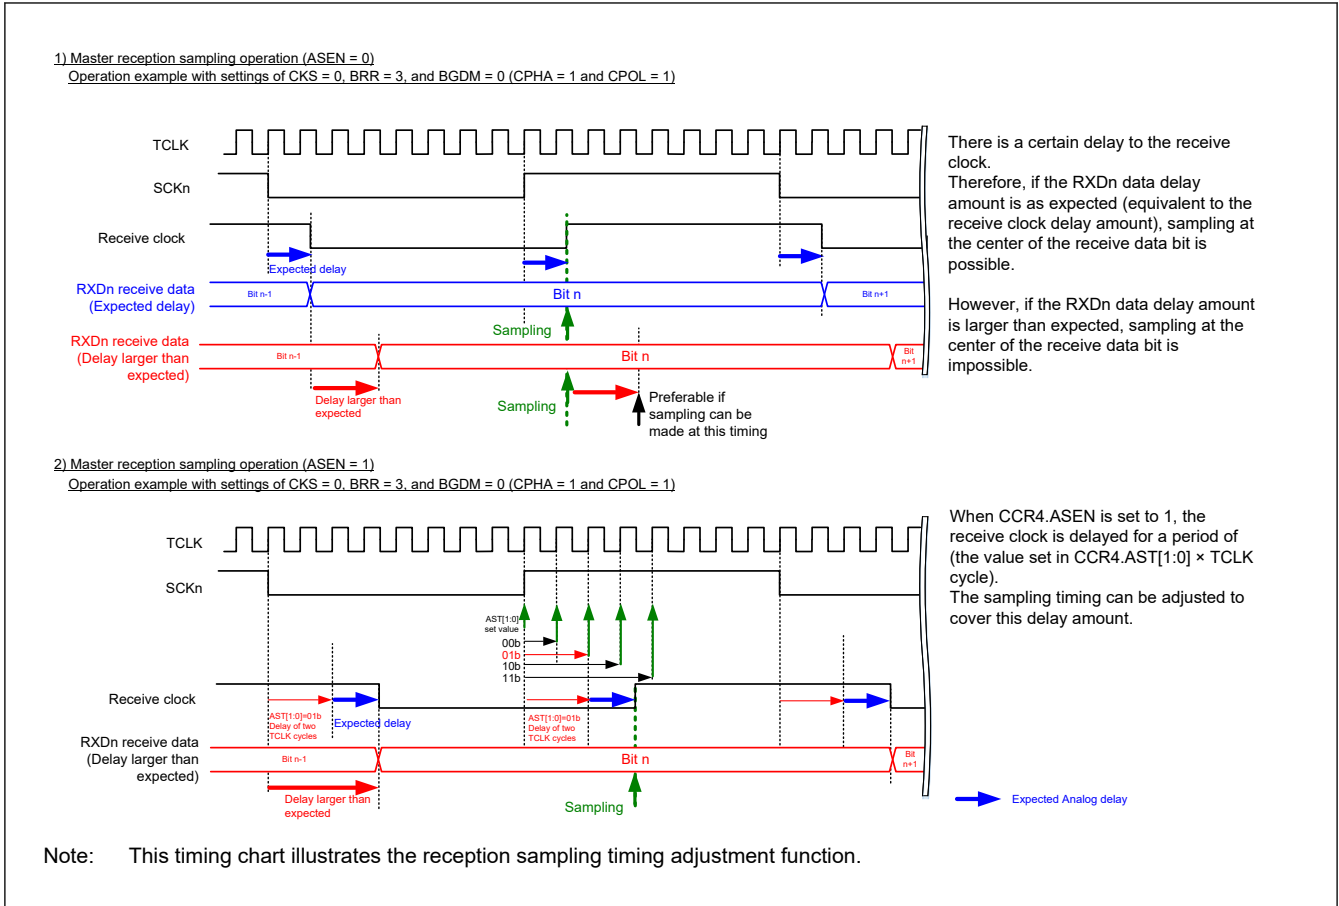 1) Master reception sampling operation (ASEN = 0)
Operation example with settings of CKS = 0, BRR = 3, and BGDM = 0 (CPHA = 1 and CPOL = 1)
TCLK
SCKn
Receive clock
Expected delay
RXDn receive data
(Expected delay)
Bit n-1
Bit n
Bit n+1
Sampling
RXDn receive data
(Delay larger than
expected)
Bit n-1
Bit n
Bit
n+1
Delay larger than
expected
Sampling
Preferable if
sampling can be
made at this timing
There is a certain delay to the receive
clock.
Therefore, if the RXDn data delay
amount is as expected (equivalent to the
receive clock delay amount), sampling at
the center of the receive data bit is
possible.
However, if the RXDn data delay amount
is larger than expected, sampling at the
center of the receive data bit is
impossible.
2) Master reception sampling operation (ASEN = 1)
Operation example with settings of CKS = 0, BRR = 3, and BGDM = 0 (CPHA = 1 and CPOL = 1)
TCLK
SCKn
AST[1:0]
set value
00b
01b
10b
11b
Receive clock
AST[1:0]=01b
Delay of two
TCLK cycles
Expected delay
AST[1:0]=01b
Delay of two
TCLK cycles
RXDn receive data
(Delay larger than
expected)
Bit n-1
Bit n
Bit
n+1
Delay larger than
expected
Sampling
When CCR4.ASEN is set to 1, the
receive clock is delayed for a period of
(the value set in CCR4.AST[1:0] × TCLK
cycle).
The sampling timing can be adjusted to
cover this delay amount.
Expected Analog delay
Note: This timing chart illustrates the reception sampling timing adjustment function.